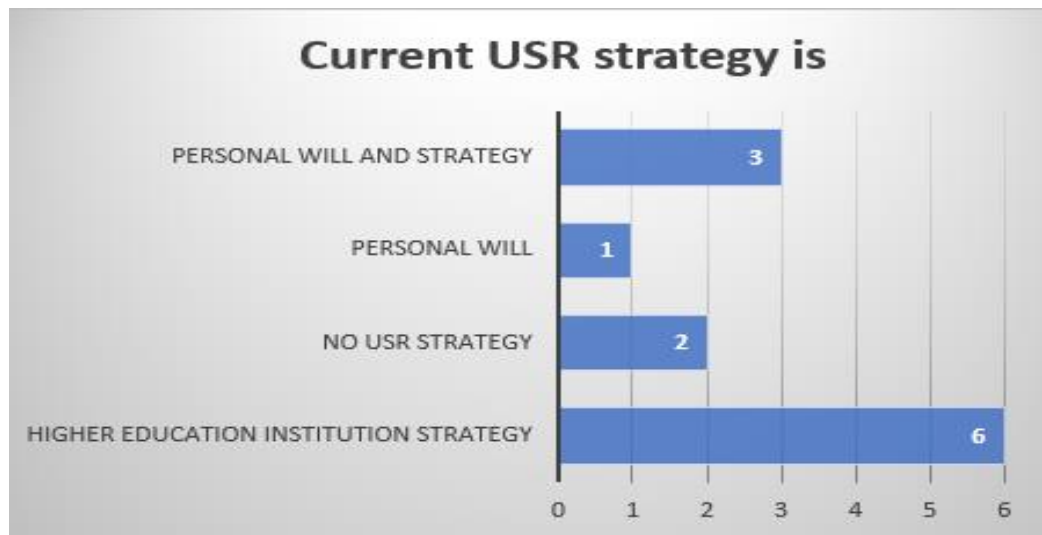 Current USR strategy is
PERSONAL WILL AND STRATEGY
3
PERSONAL WILL
1
NO USR STRATEGY
2
HIGHER EDUCATION INSTITUTION STRATEGY
6
0 1 2 3 4 5 6